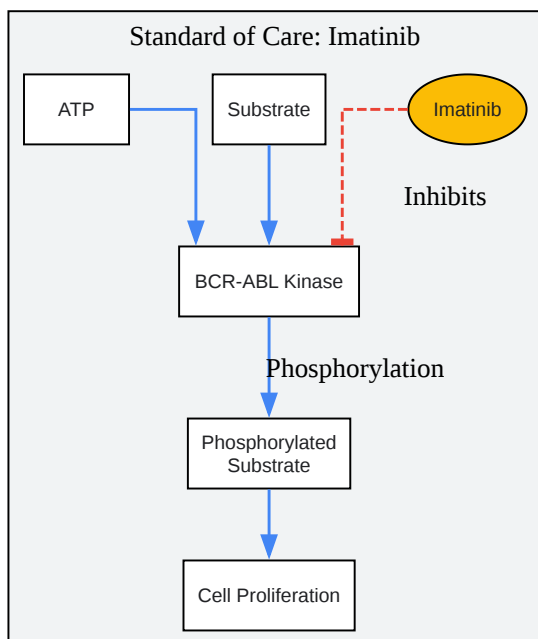 Standard of Care: Imatinib
ATP
Substrate
Imatinib
Inhibits
BCR-ABL Kinase
Phosphorylation
Phosphorylated
Substrate
Cell Proliferation